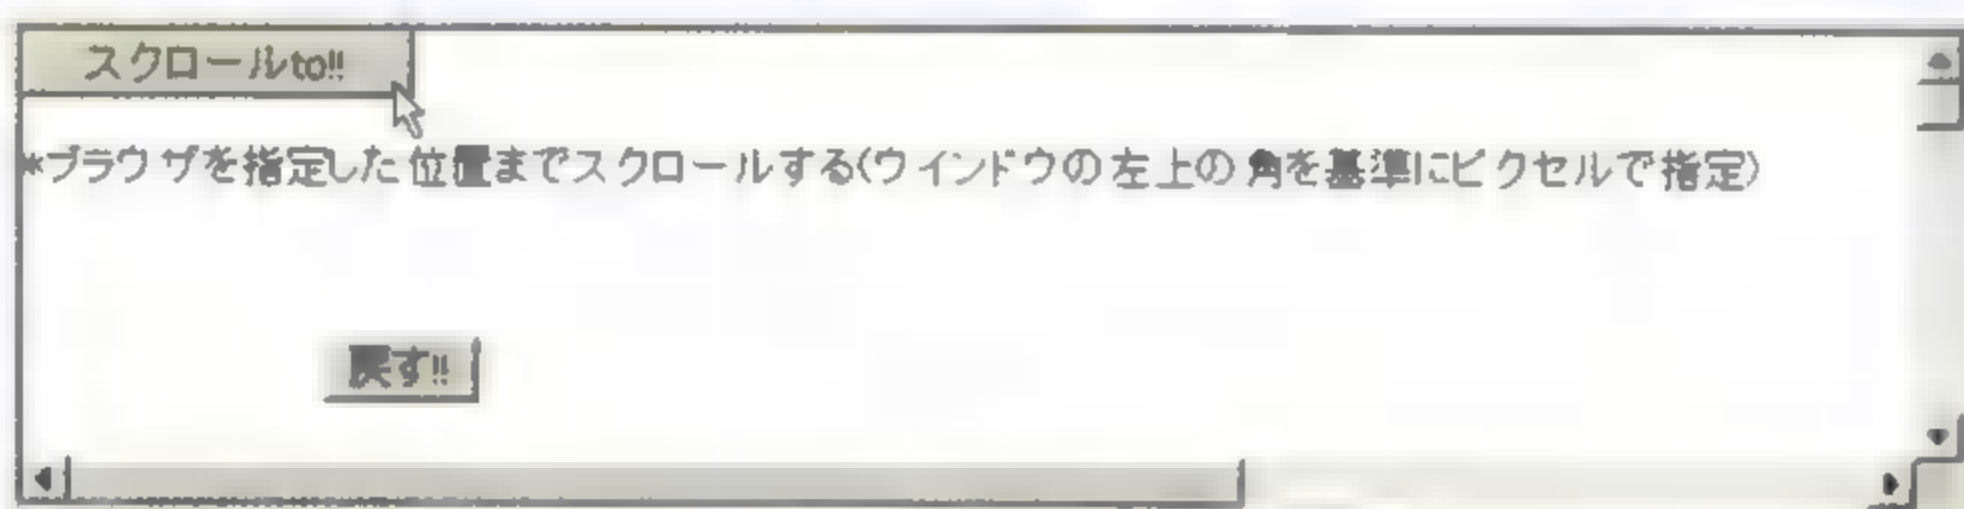 スクロールto!!
*ブラウザを指定した位置までスクロールする(ウインドウの左上の角を基準にピクセルで指定)
戻す!!